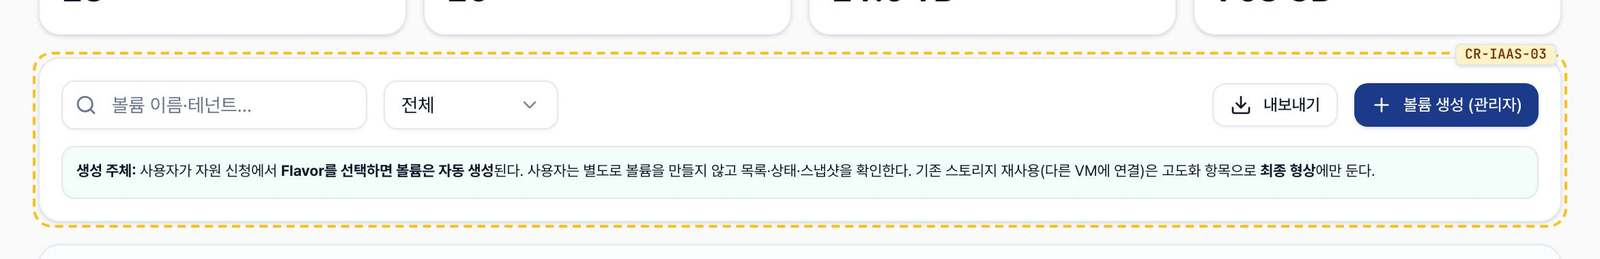 CR-IAAS-03
볼륨 이름·테넌트...
전체
내보내기
볼륨 생성 (관리자)
생성 주체: 사용자가 자원 신청에서 Flavor를 선택하면 볼륨은 자동 생성된다. 사용자는 별도로 볼륨을 만들지 않고 목록·상태·스냅샷을 확인한다. 기존 스토리지 재사용(다른 VM에 연결)은 고도화 항목으로 최종 형상에만 둔다.